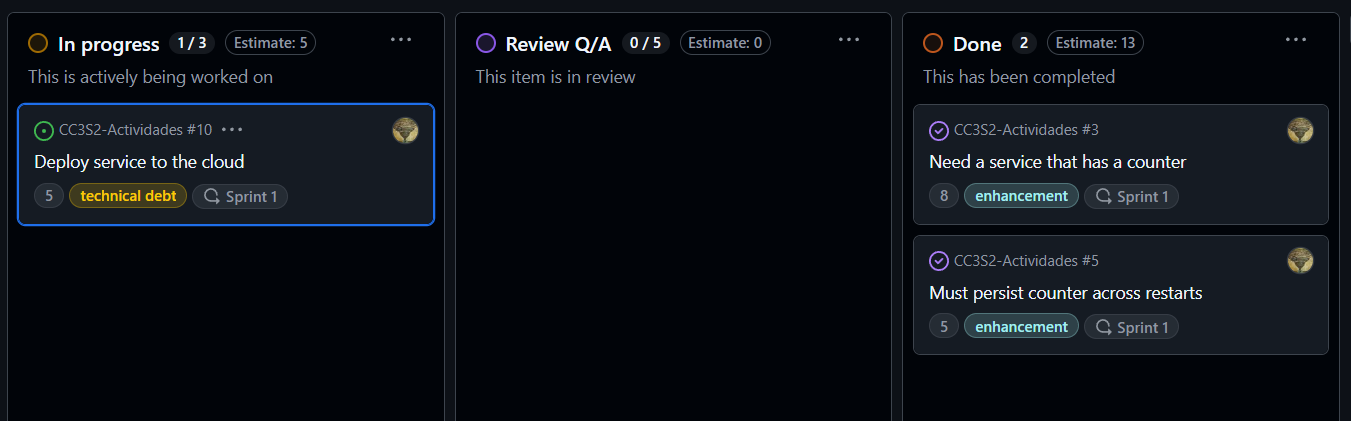 In progress 1 / 3 Estimate: 5
This is actively being worked on
CC3S2-Actividades #10
Deploy service to the cloud
5 technical debt Sprint 1
Review Q/A 0 / 5 Estimate: 0
This item is in review
Done 2 Estimate: 13
This has been completed
CC3S2-Actividades #3
Need a service that has a counter
8 enhancement Sprint 1
CC3S2-Actividades #5
Must persist counter across restarts
5 enhancement Sprint 1